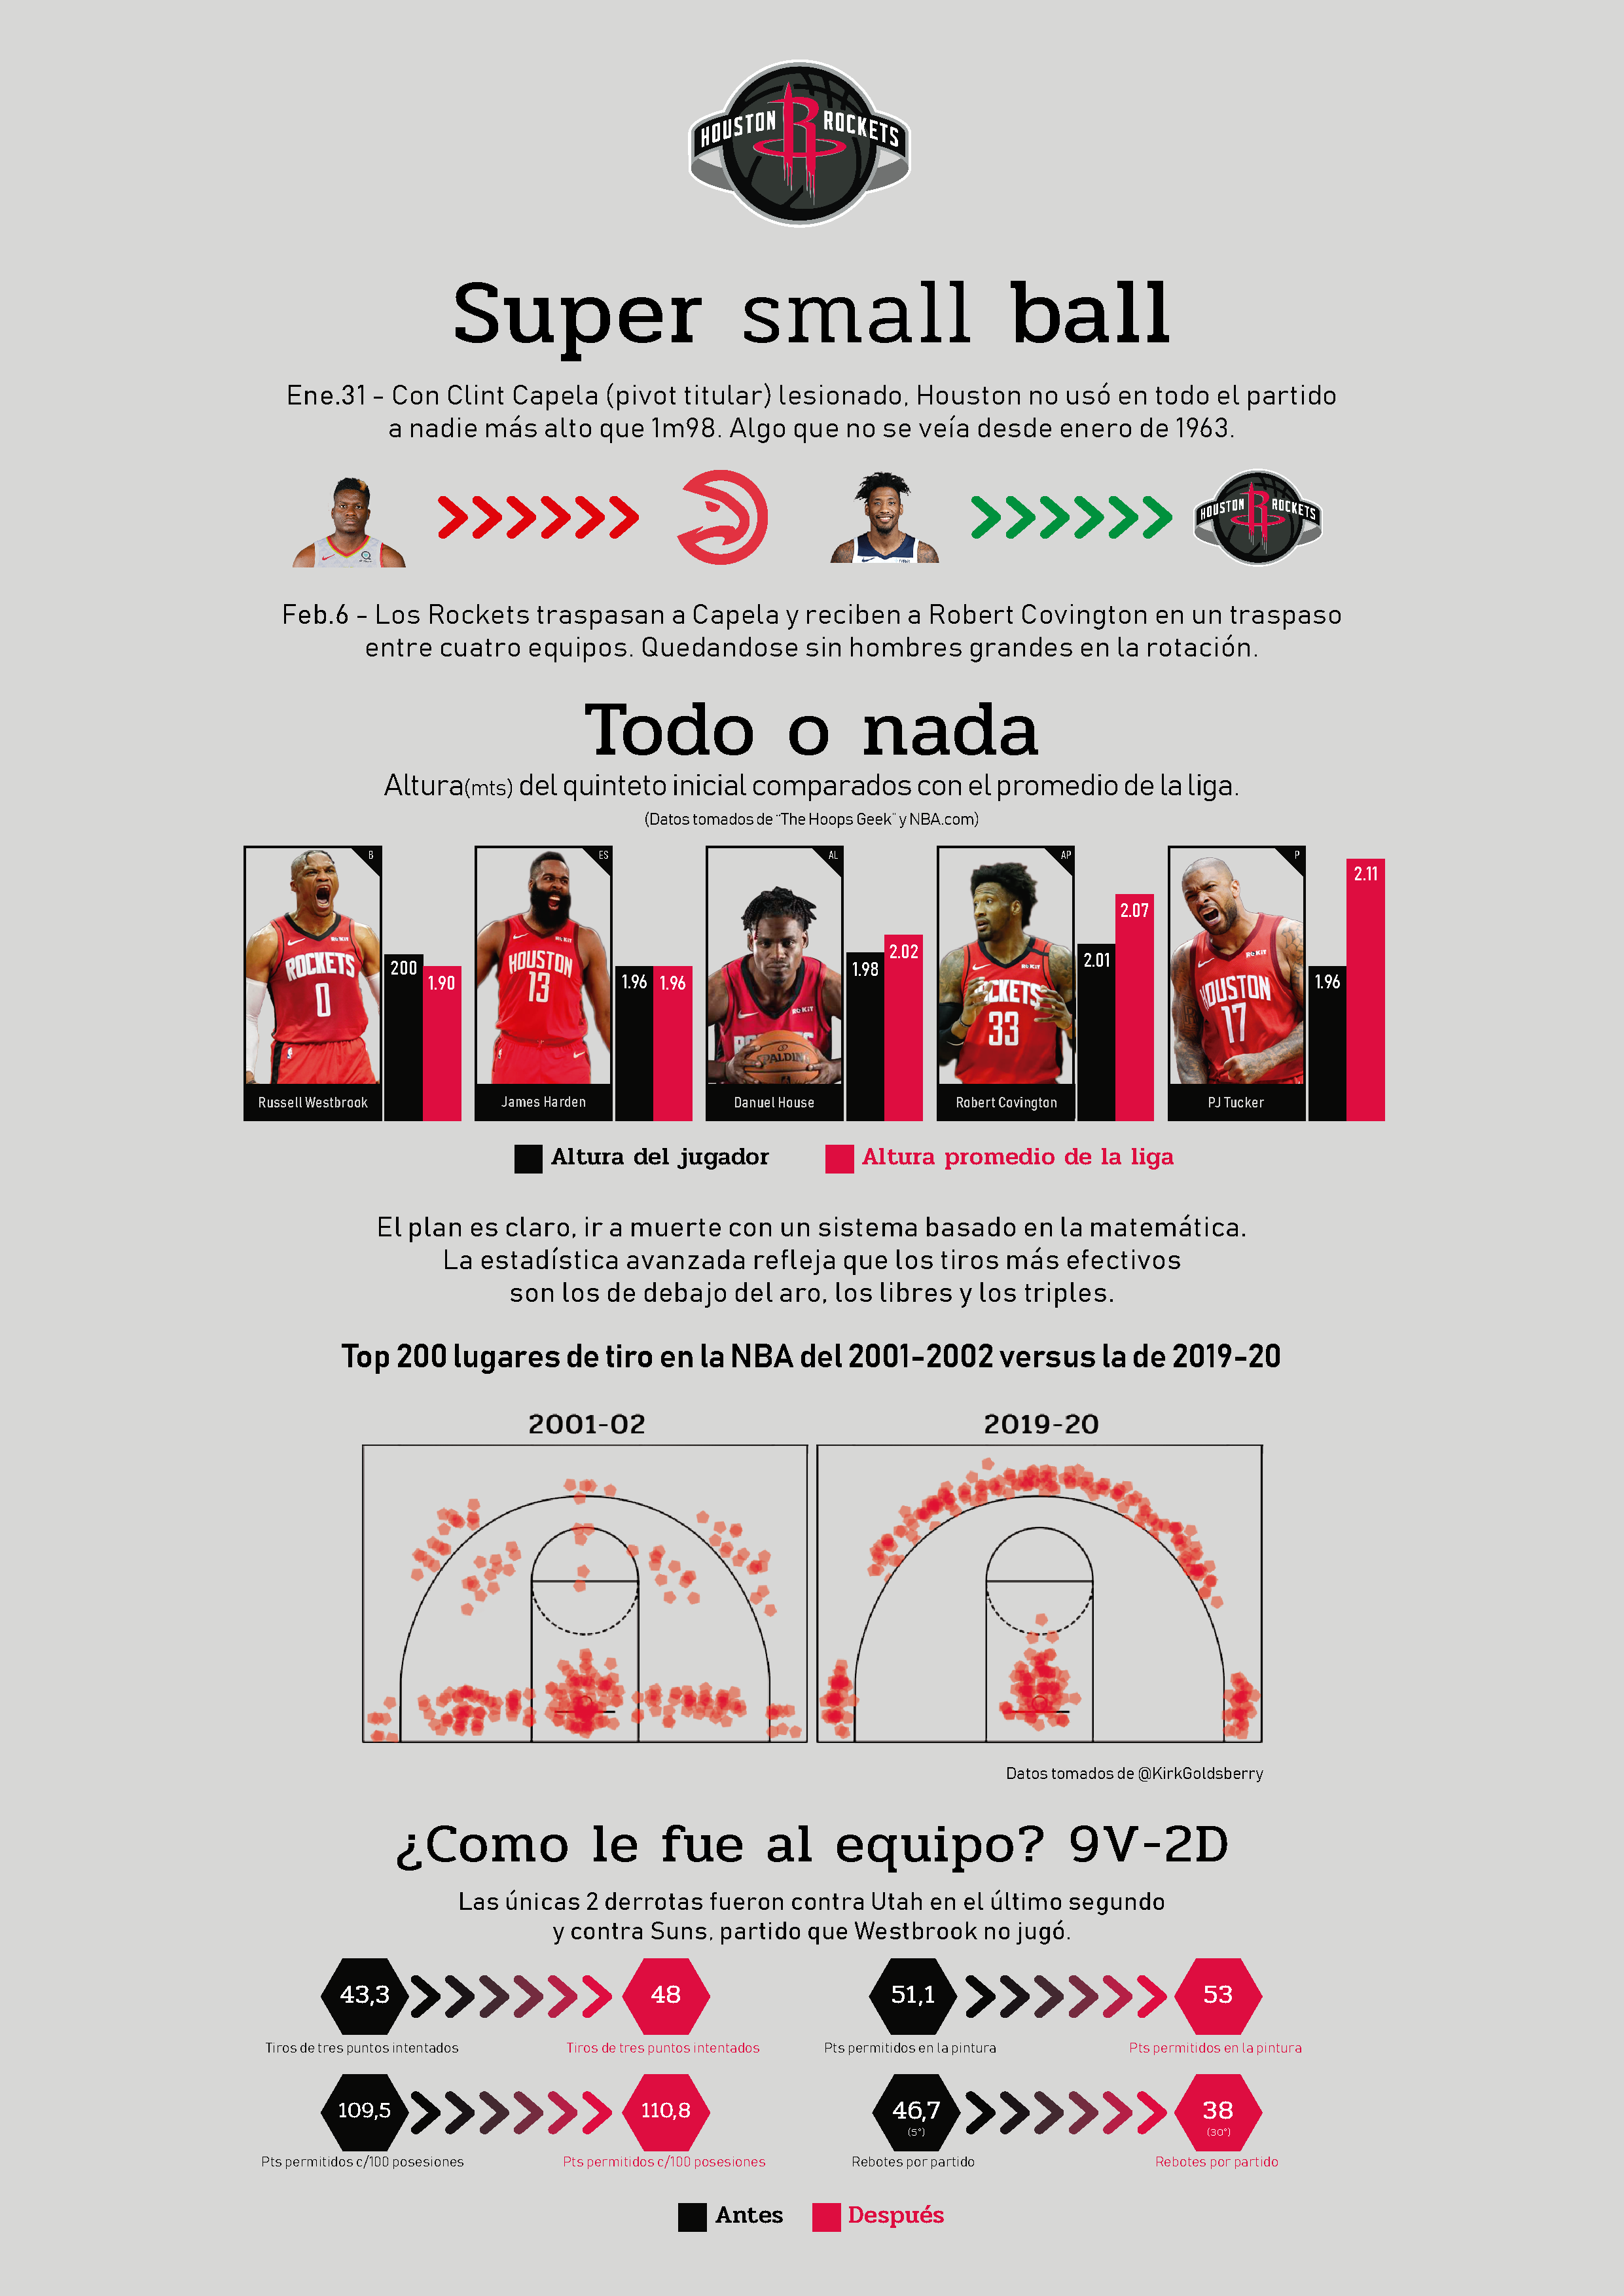 HOUSTON ROCKETS
Super small ball
Ene.31 - Con Clint Capela (pivot titular) lesionado, Houston no usó en todo el partido
a nadie más alto que 1m98. Algo que no se veía desde enero de 1963.
HOUSTON ROCKETS
Feb.6 - Los Rockets traspasan a Capela y reciben a Robert Covington en un traspaso
entre cuatro equipos. Quedandose sin hombres grandes en la rotación.
Todo o nada
Altura(mts) del quinteto inicial comparados con el promedio de la liga.
(Datos tomados de "The Hoops Geek" y NBA.com)
B
ROCKETS
0
Russell Westbrook
200
1.90
ES
HOUSTON
13
James Harden
1.96
1.96
AL
SPALDING
Danuel House
1.98
2.02
AP
CKETS
33
Robert Covington
2.01
2.07
P
HOUSTON
17
PJ Tucker
1.96
2.11
Altura del jugador
Altura promedio de la liga
El plan es claro, ir a muerte con un sistema basado en la matemática.
La estadística avanzada refleja que los tiros más efectivos
son los de debajo del aro, los libres y los triples.
Top 200 lugares de tiro en la NBA del 2001-2002 versus la de 2019-20
2001-02
2019-20
Datos tomados de @KirkGoldsberry
¿Como le fue al equipo? 9V-2D
Las únicas 2 derrotas fueron contra Utah en el último segundo
y contra Suns, partido que Westbrook no jugó.
43,3
48
Tiros de tres puntos intentados
Tiros de tres puntos intentados
51,1
53
Pts permitidos en la pintura
Pts permitidos en la pintura
109,5
110,8
Pts permitidos c/100 posesiones
Pts permitidos c/100 posesiones
46,7
(5°)
38
(30°)
Rebotes por partido
Rebotes por partido
Antes
Después